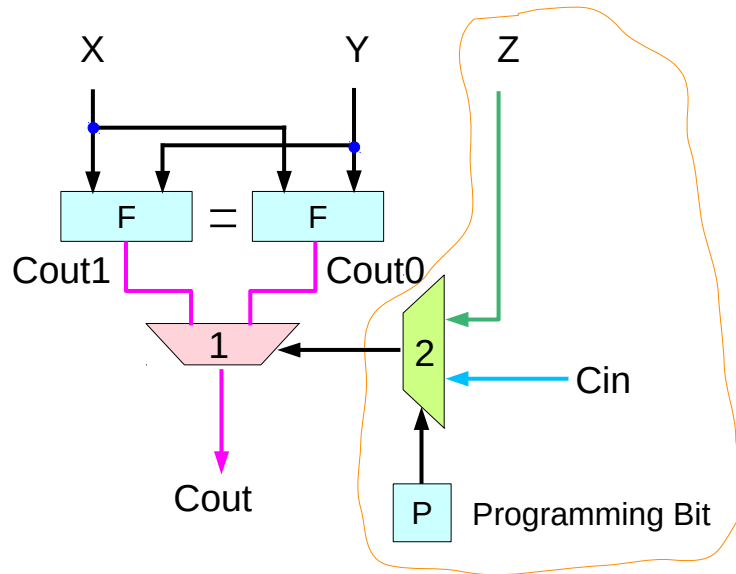 X Y Z
F = F
Cout1 Cout0
1
2
Cin
Cout
P Programming Bit